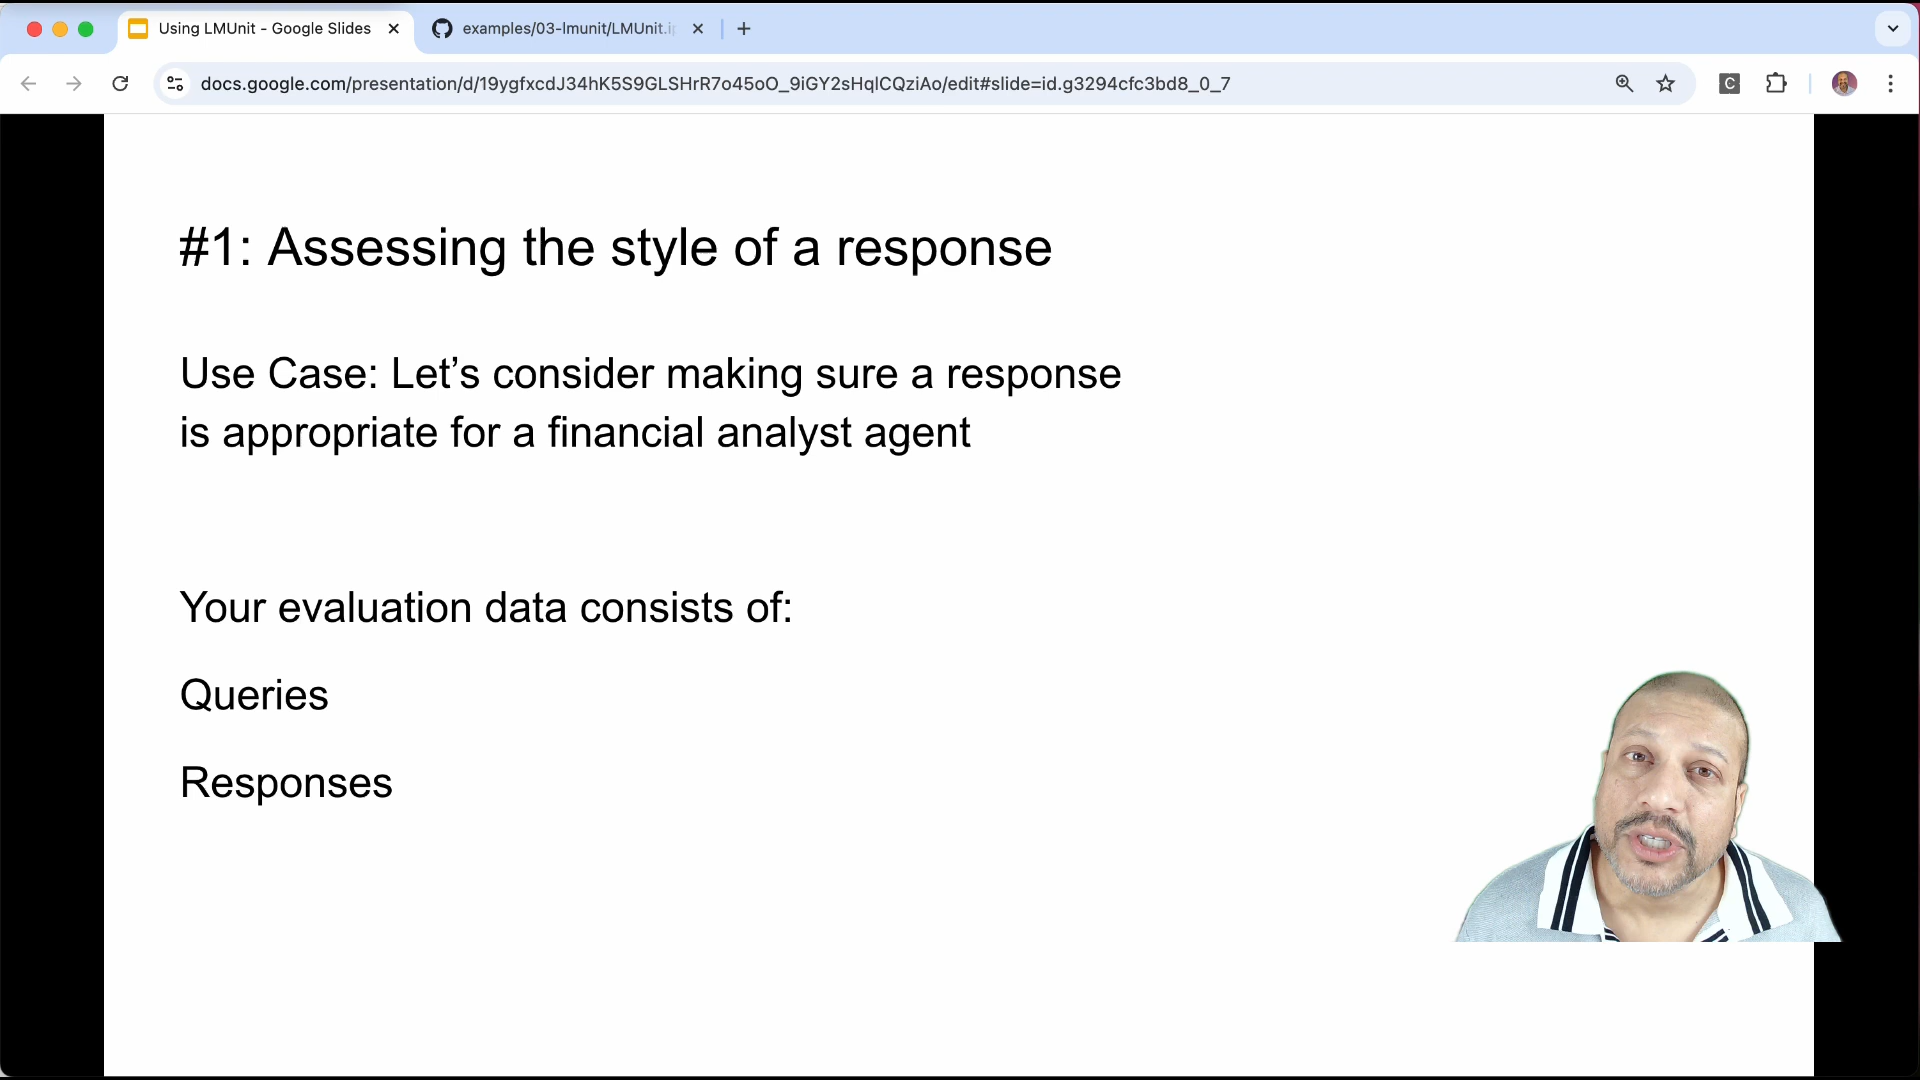 Using LMUnit - Google Slides
examples/03-lmunit/LMUnit.i
docs.google.com/presentation/d/19ygfxcdJ34hK5S9GLSHrR7o45oO_9iGY2sHqlCQziAo/edit#slide=id.g3294cfc3bd8_0_7
C
#1: Assessing the style of a response
Use Case: Let’s consider making sure a response
is appropriate for a financial analyst agent
Your evaluation data consists of:
Queries
Responses